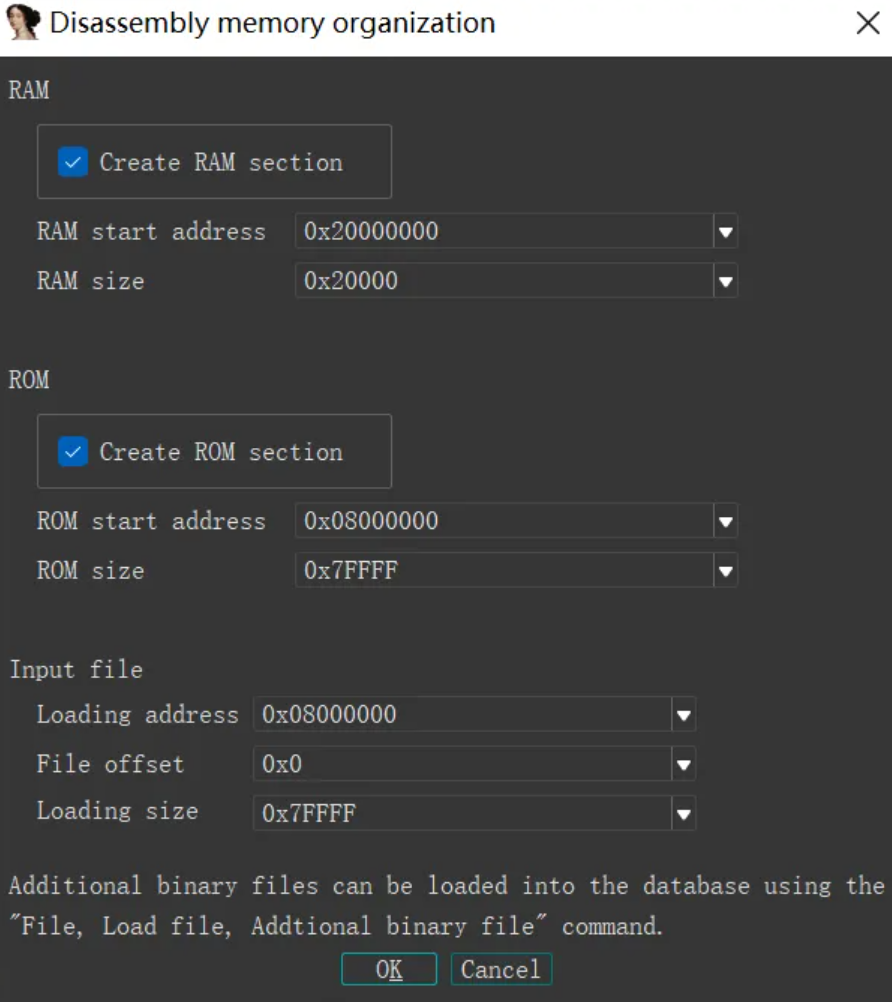 Disassembly memory organization
RAM
Create RAM section
RAM start address 0x20000000
RAM size 0x20000
ROM
Create ROM section
ROM start address 0x08000000
ROM size 0x7FFFF
Input file
Loading address 0x08000000
File offset 0x0
Loading size 0x7FFFF
Additional binary files can be loaded into the database using the
"File, Load file, Addtional binary file" command.
OK Cancel